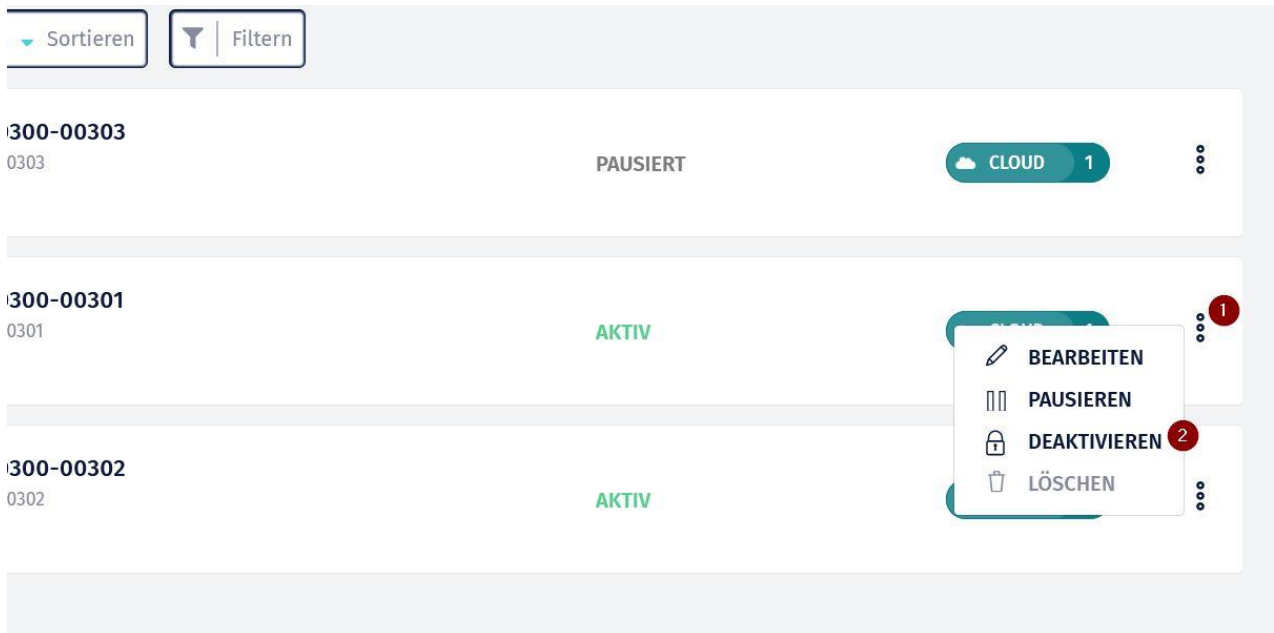 Sortieren
Filtern
300-00303
0303
PAUSIERT
CLOUD 1
300-00301
0301
AKTIV
1
BEARBEITEN
PAUSIEREN
DEAKTIVIEREN 2
LÖSCHEN
300-00302
0302
AKTIV